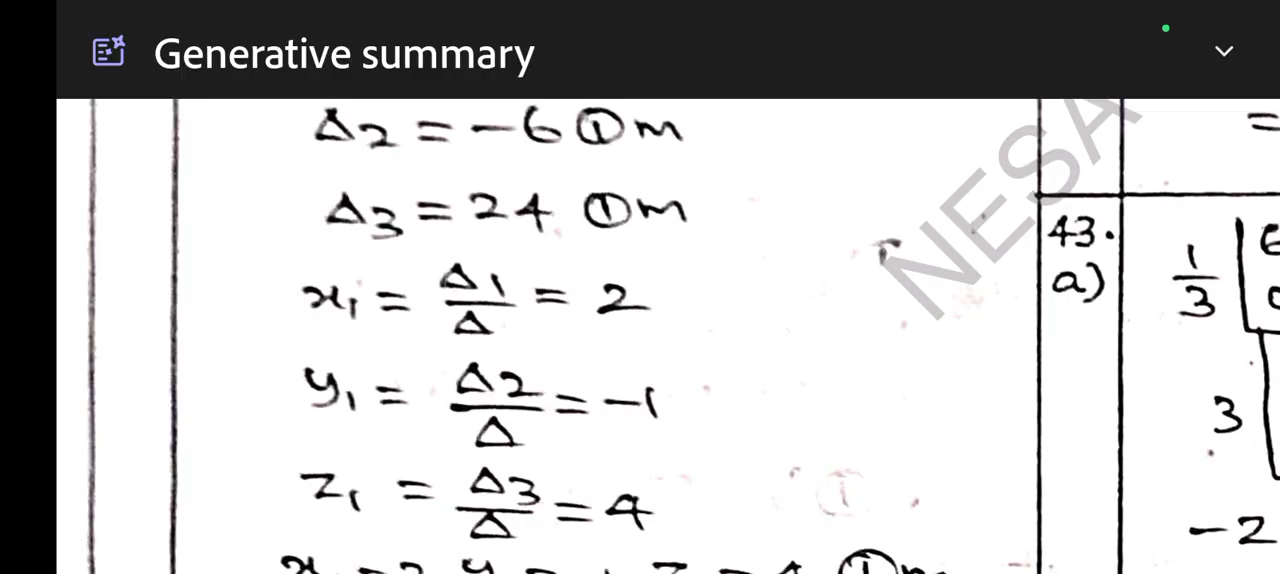 Generative summary
Δ2 = -6 ①m
Δ3 = 24 ①m
x₁ = Δ1/Δ = 2
y₁ = Δ2/Δ = -1
z₁ = Δ3/Δ = 4
NESA
=
43.
a)
1/3
3
-2